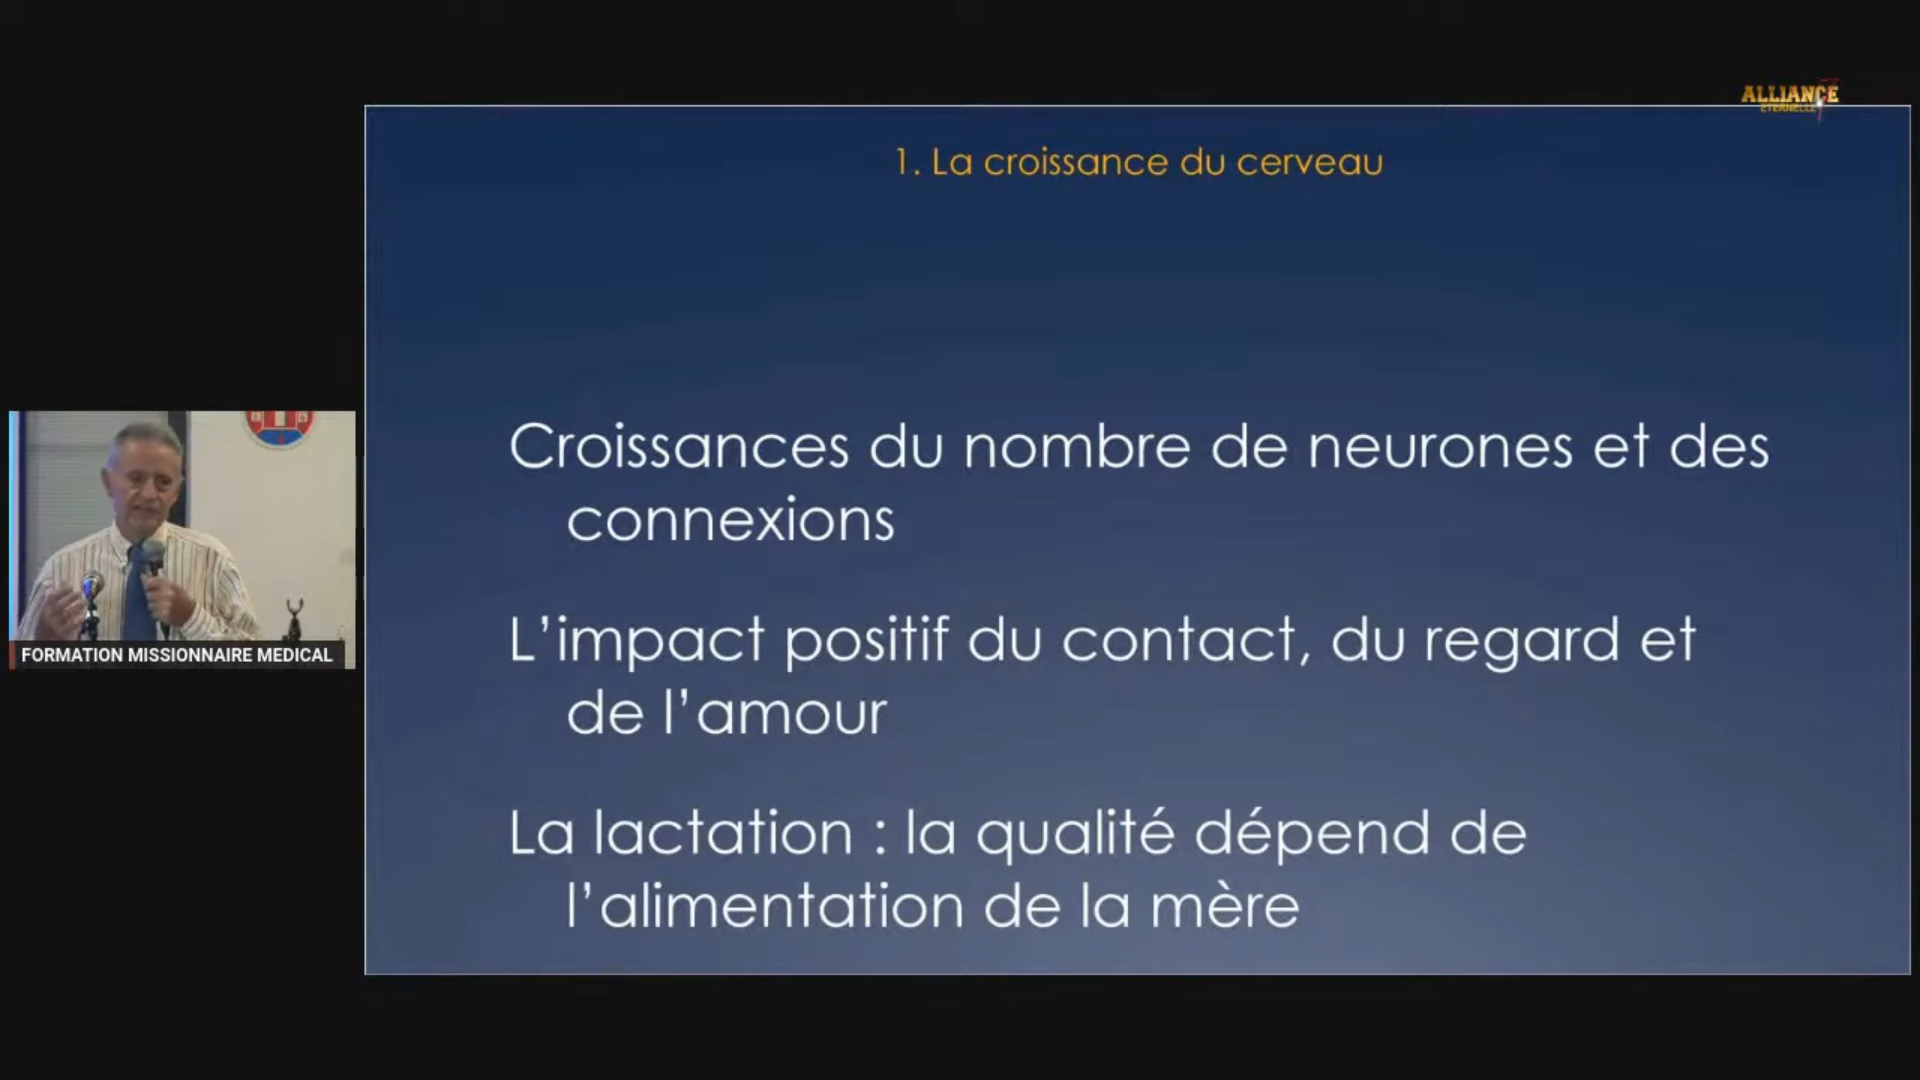 ALLIANCE
ETERNELLE
1. La croissance du cerveau
Croissances du nombre de neurones et des
connexions
L’impact positif du contact, du regard et
de l’amour
La lactation : la qualité dépend de
l’alimentation de la mère
FORMATION MISSIONNAIRE MEDICAL